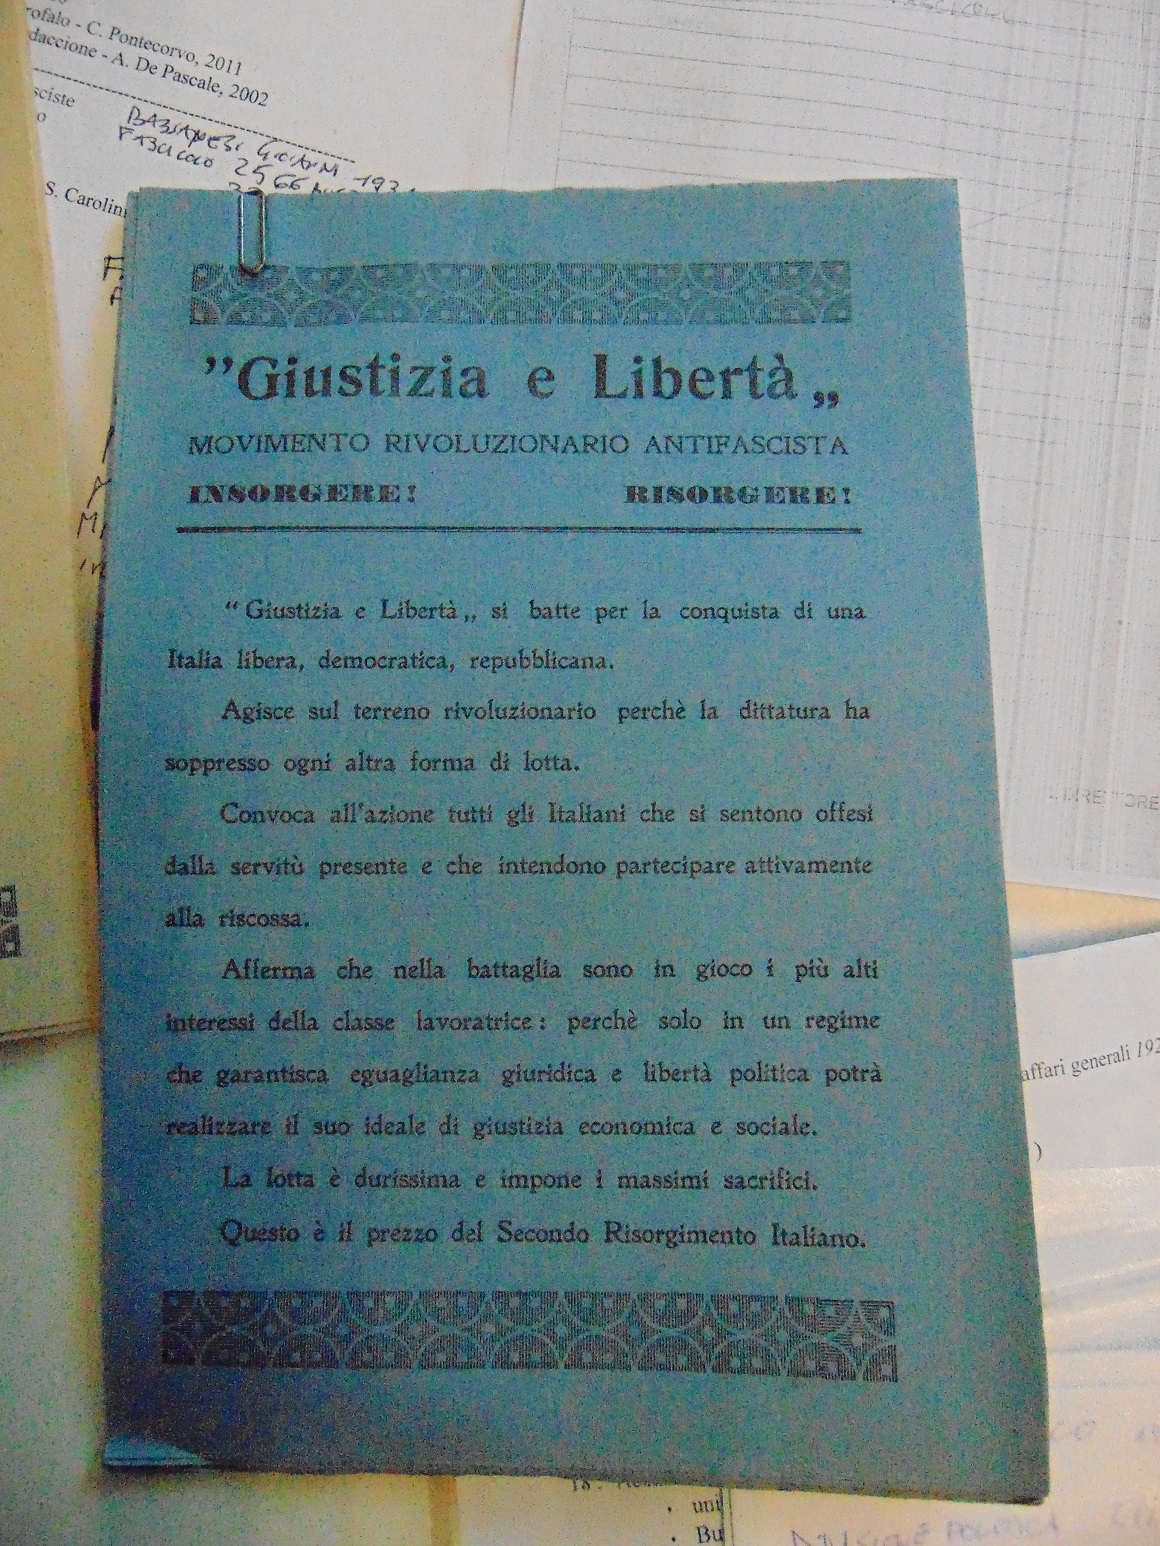 - C. Pontecorvo, 2011
- A. De Pascale, 2002
S. Carolini
"Giustizia e Libertà„
MOVIMENTO RIVOLUZIONARIO ANTIFASCISTA
INSORGERE! RISORGERE!
“Giustizia e Libertà„ si batte per la conquista di una
Italia libera, democratica, repubblicana.
Agisce sul terreno rivoluzionario perchè la dittatura ha
soppresso ogni altra forma di lotta.
Convoca all'azione tutti gli Italiani che si sentono offesi
dalla servitù presente e che intendono partecipare attivamente
alla riscossa.
Afferma che nella battaglia sono in gioco i più alti
interessi della classe lavoratrice: perchè solo in un regime
che garantisca eguaglianza giuridica e libertà politica potrà
realizzare il suo ideale di giustizia economica e sociale.
La lotta è durissima e impone i massimi sacrifici.
Questo è il prezzo del Secondo Risorgimento Italiano.
affari generali 192